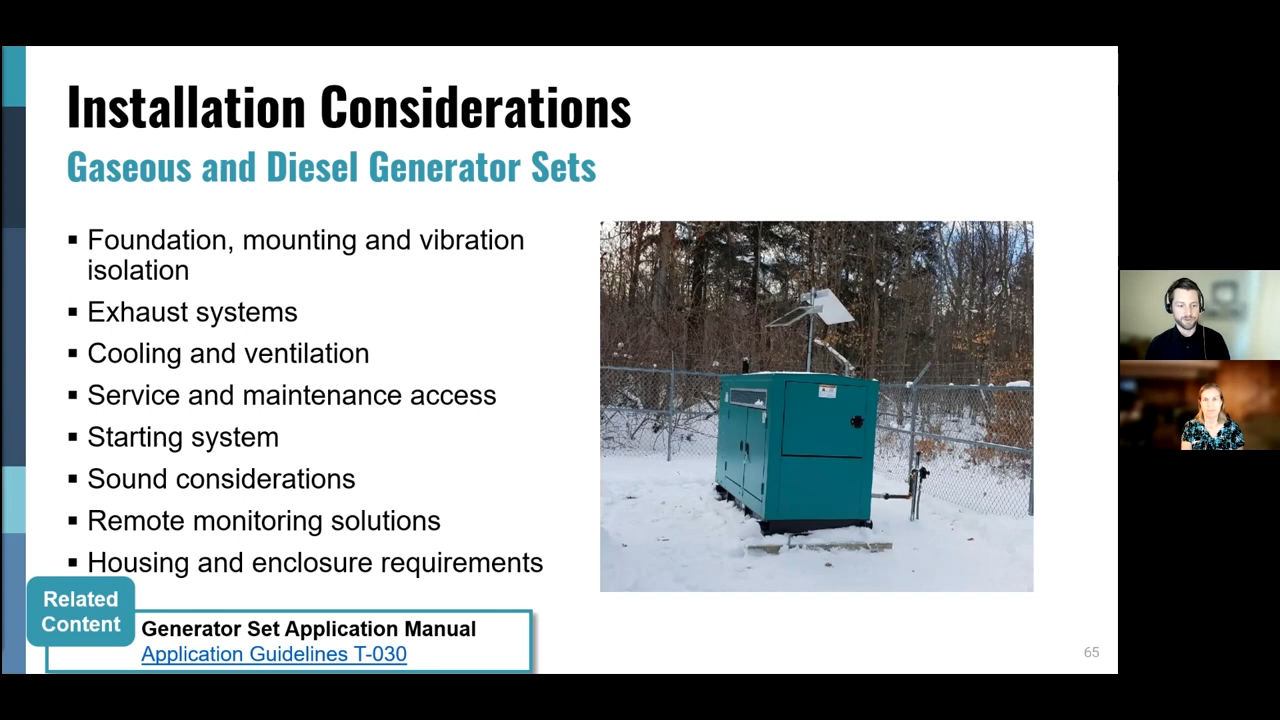 Installation Considerations
Gaseous and Diesel Generator Sets
▪ Foundation, mounting and vibration
isolation
▪ Exhaust systems
▪ Cooling and ventilation
▪ Service and maintenance access
▪ Starting system
▪ Sound considerations
▪ Remote monitoring solutions
▪ Housing and enclosure requirements
Related
Content
Generator Set Application Manual
Application Guidelines T-030
65